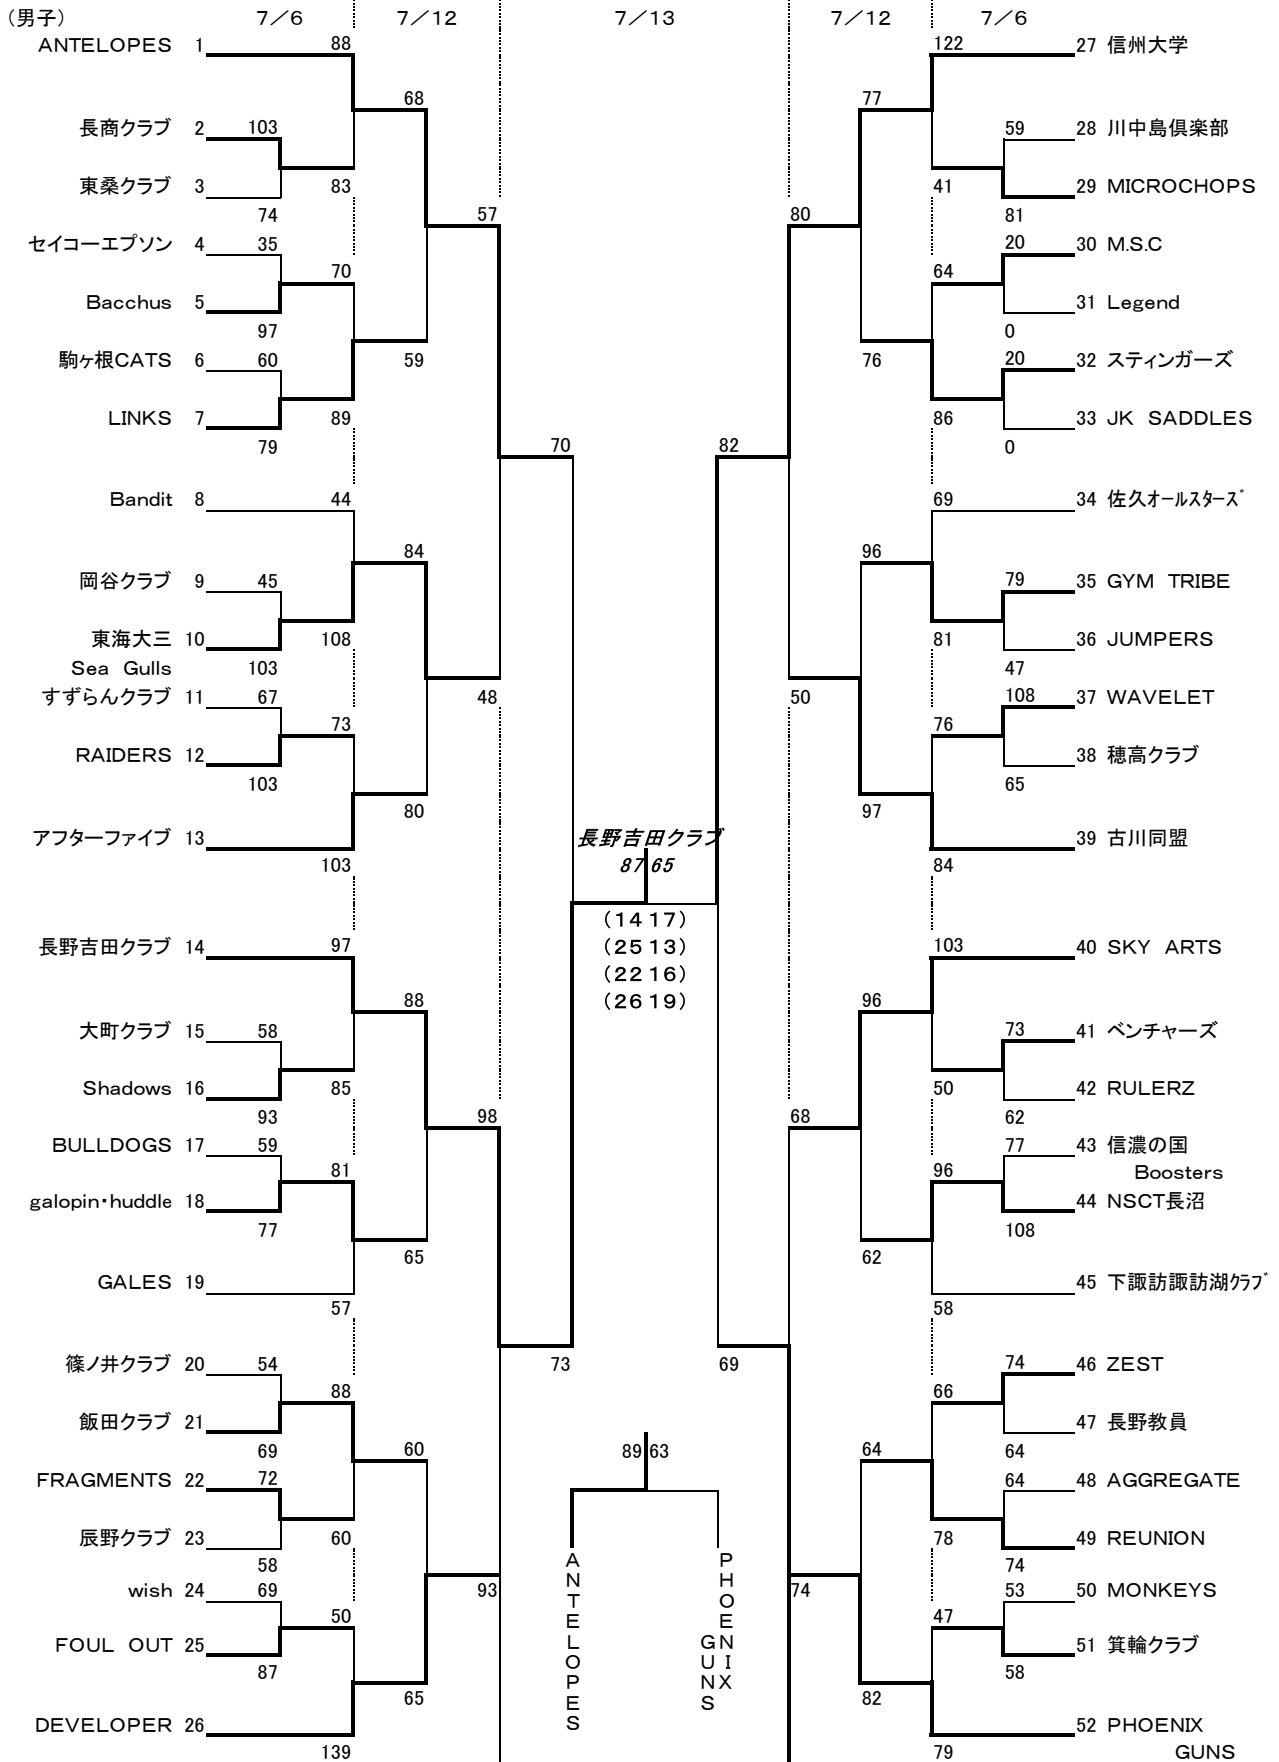 （男子）　7／6　7／12　7／13　7／12　7／6
ANTELOPES　1　88
68
長商クラブ　2　103
東桑クラブ　3　83
74　57
セイコーエプソン　4　35
70
Bacchus　5
97
駒ヶ根CATS　6　60　59
LINKS　7　89
79　70
Bandit　8　44
84
岡谷クラブ　9　45
東海大三　10　108
Sea Gulls　103
すずらんクラブ　11　67　48
73
RAIDERS　12
103
80
アフターファイブ　13
103
長野吉田クラブ　14　97
88
大町クラブ　15　58
Shadows　16　85
93　98
BULLDOGS　17　59
81
galopin・huddle　18
77
65
GALES　19
57
篠ノ井クラブ　20　54　73
88
飯田クラブ　21
69　60
FRAGMENTS　22　72
辰野クラブ　23　60
58
wish　24　69　93
50
FOUL OUT　25
87
65
DEVELOPER　26
139
長野吉田クラブ
87 65
（14 17）
（25 13）
（22 16）
（26 19）
89 63
ANTELOPES
PHOENIX
GUNS
122　27　信州大学
77
59　28　川中島倶楽部
41　29　MICROCHOPS
80　81
20　30　M.S.C
64
31　Legend
0
76　20　32　スティンガーズ
86　33　JK SADDLES
82　0
69　34　佐久オールスターズ
96
79　35　GYM TRIBE
81　36　JUMPERS
47
50　108　37　WAVELET
76
38　穂高クラブ
65
97
39　古川同盟
84
103　40　SKY ARTS
96
73　41　ベンチャーズ
50　42　RULERZ
68　62
77　43　信濃の国
Boosters
96
44　NSCT長沼
108
62
45　下諏訪諏訪湖クラブ
58
69　74　46　ZEST
66
47　長野教員
64　64
64　48　AGGREGATE
78　49　REUNION
74
74　53　50　MONKEYS
47
51　箕輪クラブ
58
82
52　PHOENIX
79　GUNS